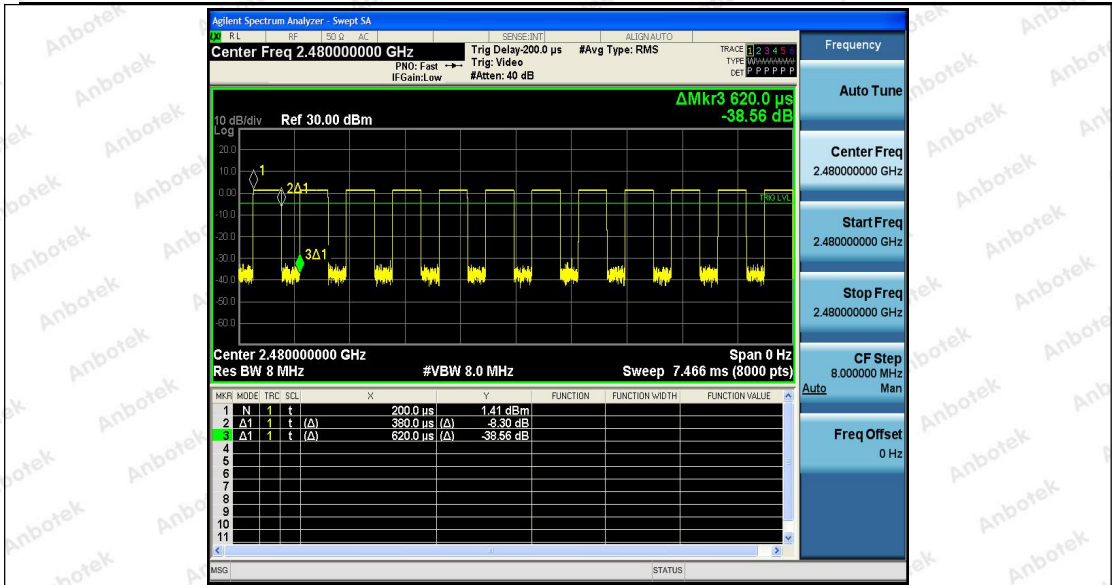 Agilent Spectrum Analyzer - Swept SA
RL RF 50 Ω AC SENSE:INT ALIGNAUTO
Center Freq 2.480000000 GHz
PNO: Fast
IFGain:Low
Trig Delay-200.0 µs
Trig: Video
#Atten: 40 dB
#Avg Type: RMS
TRACE 1 2 3 4 5 6
TYPE
DET P P P P P P
ΔMkr3 620.0 µs
-38.56 dB
10 dB/div
Log
Ref 30.00 dBm
20.0
10.0
0.00
-10.0
-20.0
-30.0
-40.0
-50.0
-60.0
1
2Δ1
3Δ1
TRIG LVL
Center 2.480000000 GHz Span 0 Hz
Res BW 8 MHz #VBW 8.0 MHz Sweep 7.466 ms (8000 pts)
MKR MODE TRC SCL X Y FUNCTION FUNCTION WIDTH FUNCTION VALUE
1 N 1 t 200.0 µs 1.41 dBm
2 Δ1 1 t (Δ) 380.0 µs (Δ) -8.30 dB
3 Δ1 1 t (Δ) 620.0 µs (Δ) -38.56 dB
4
5
6
7
8
9
10
11
MSG STATUS
Frequency
Auto Tune
Center Freq
2.480000000 GHz
Start Freq
2.480000000 GHz
Stop Freq
2.480000000 GHz
CF Step
8.000000 MHz
Auto Man
Freq Offset
0 Hz
Anbotek